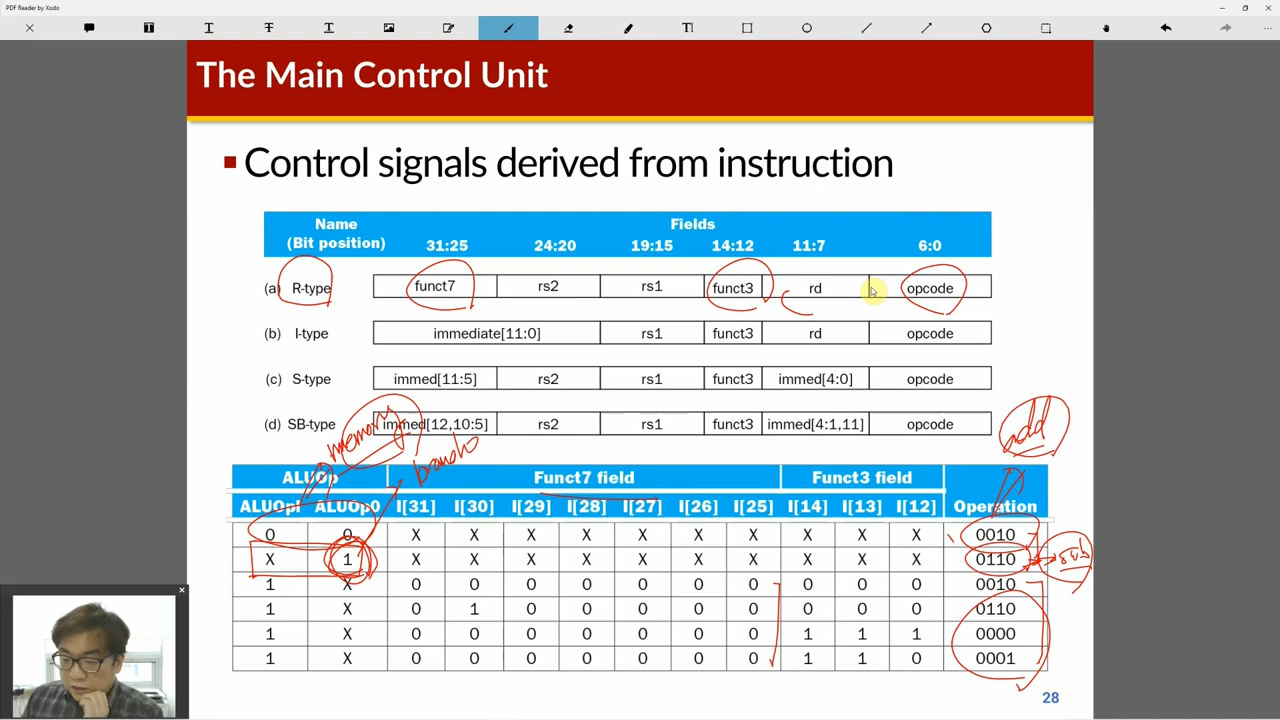 PDF Reader by Xodo
The Main Control Unit
Control signals derived from instruction
Name Fields
(Bit position) 31:25 24:20 19:15 14:12 11:7 6:0
(a) R-type funct7 rs2 rs1 funct3 rd opcode
(b) I-type immediate[11:0] rs1 funct3 rd opcode
(c) S-type immed[11:5] rs2 rs1 funct3 immed[4:0] opcode
(d) SB-type immed[12,10:5] rs2 rs1 funct3 immed[4:1,11] opcode
memory
branch
add
ALUOp Funct7 field Funct3 field
ALUOp ALUOp0 I[31] I[30] I[29] I[28] I[27] I[26] I[25] I[14] I[13] I[12] Operation
0 0 X X X X X X X X X X 0010
X 1 X X X X X X X X X X 0110 sub
1 X 0 0 0 0 0 0 0 0 0 0 0010
1 X 0 1 0 0 0 0 0 0 0 0 0110
1 X 0 0 0 0 0 0 0 1 1 1 0000
1 X 0 0 0 0 0 0 0 1 1 0 0001
28